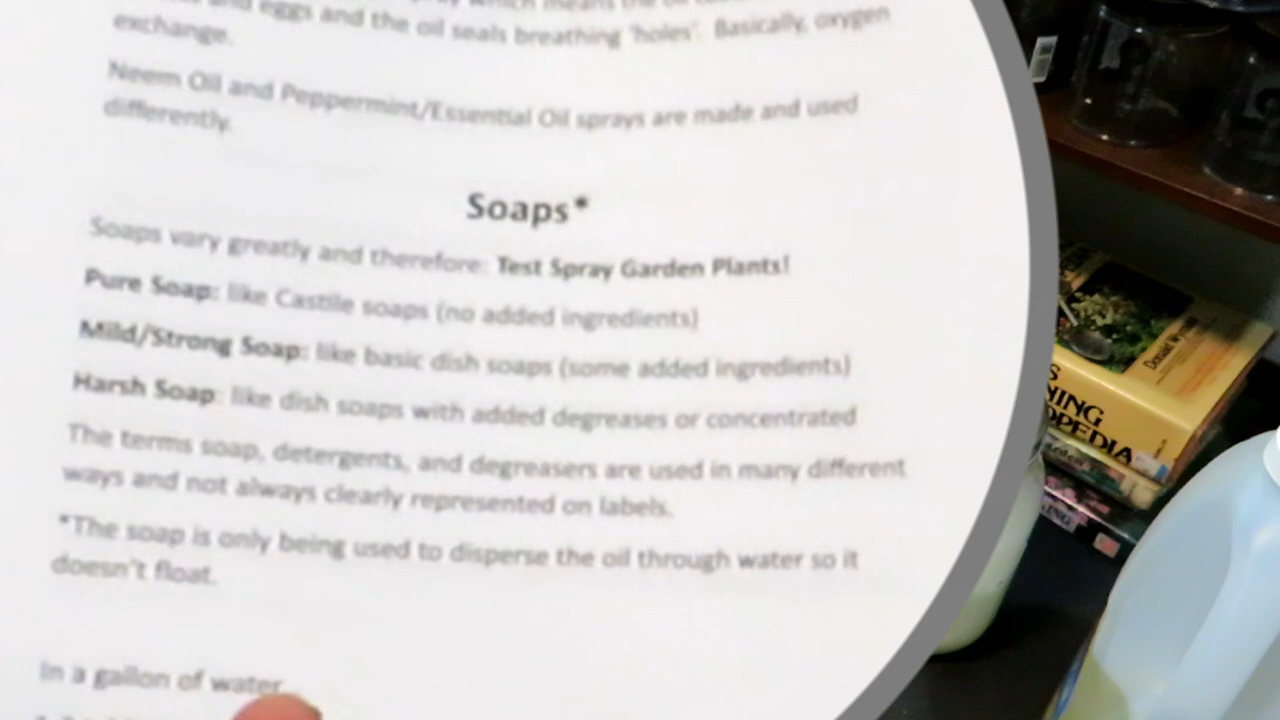 and eggs and the oil seals breathing 'holes'. Basically, oxygen
exchange.
Neem Oil and Peppermint/Essential Oil sprays are made and used
differently.
Soaps*
Soaps vary greatly and therefore: Test Spray Garden Plants!
Pure Soap: like Castile soaps (no added ingredients)
Mild/Strong Soap: like basic dish soaps (some added ingredients)
Harsh Soap: like dish soaps with added degreases or concentrated
The terms soap, detergents, and degreasers are used in many different
ways and not always clearly represented on labels.
*The soap is only being used to disperse the oil through water so it
doesn't float.
In a gallon of water
Donald